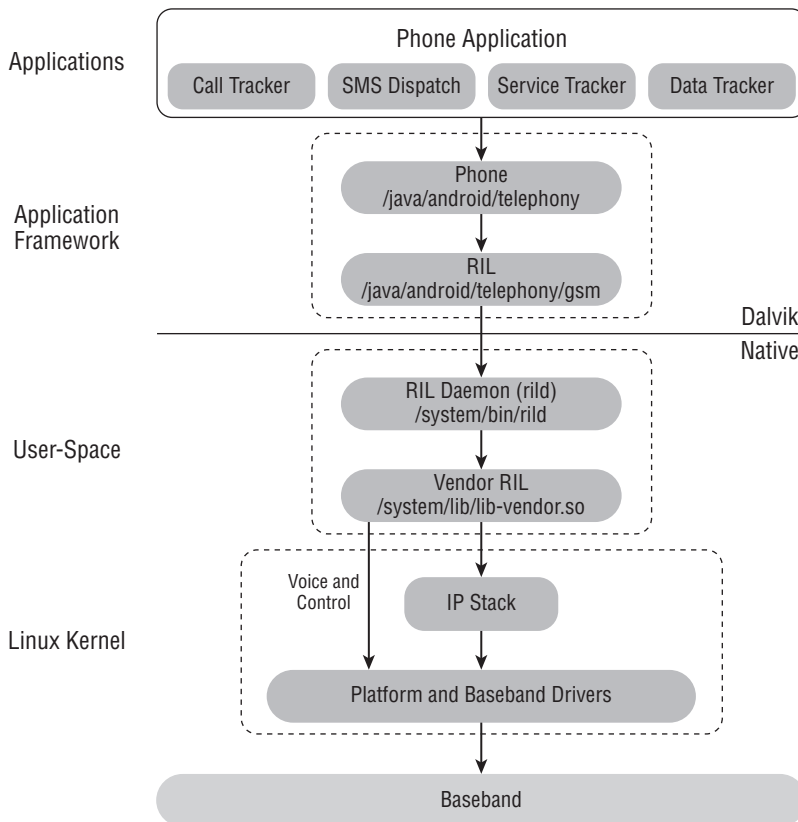 Applications
Phone Application
Call Tracker
SMS Dispatch
Service Tracker
Data Tracker
Application
Framework
Phone
/java/android/telephony
RIL
/java/android/telephony/gsm
Dalvik
Native
User-Space
RIL Daemon (rild)
/system/bin/rild
Vendor RIL
/system/lib/lib-vendor.so
Linux Kernel
Voice and
Control
IP Stack
Platform and Baseband Drivers
Baseband